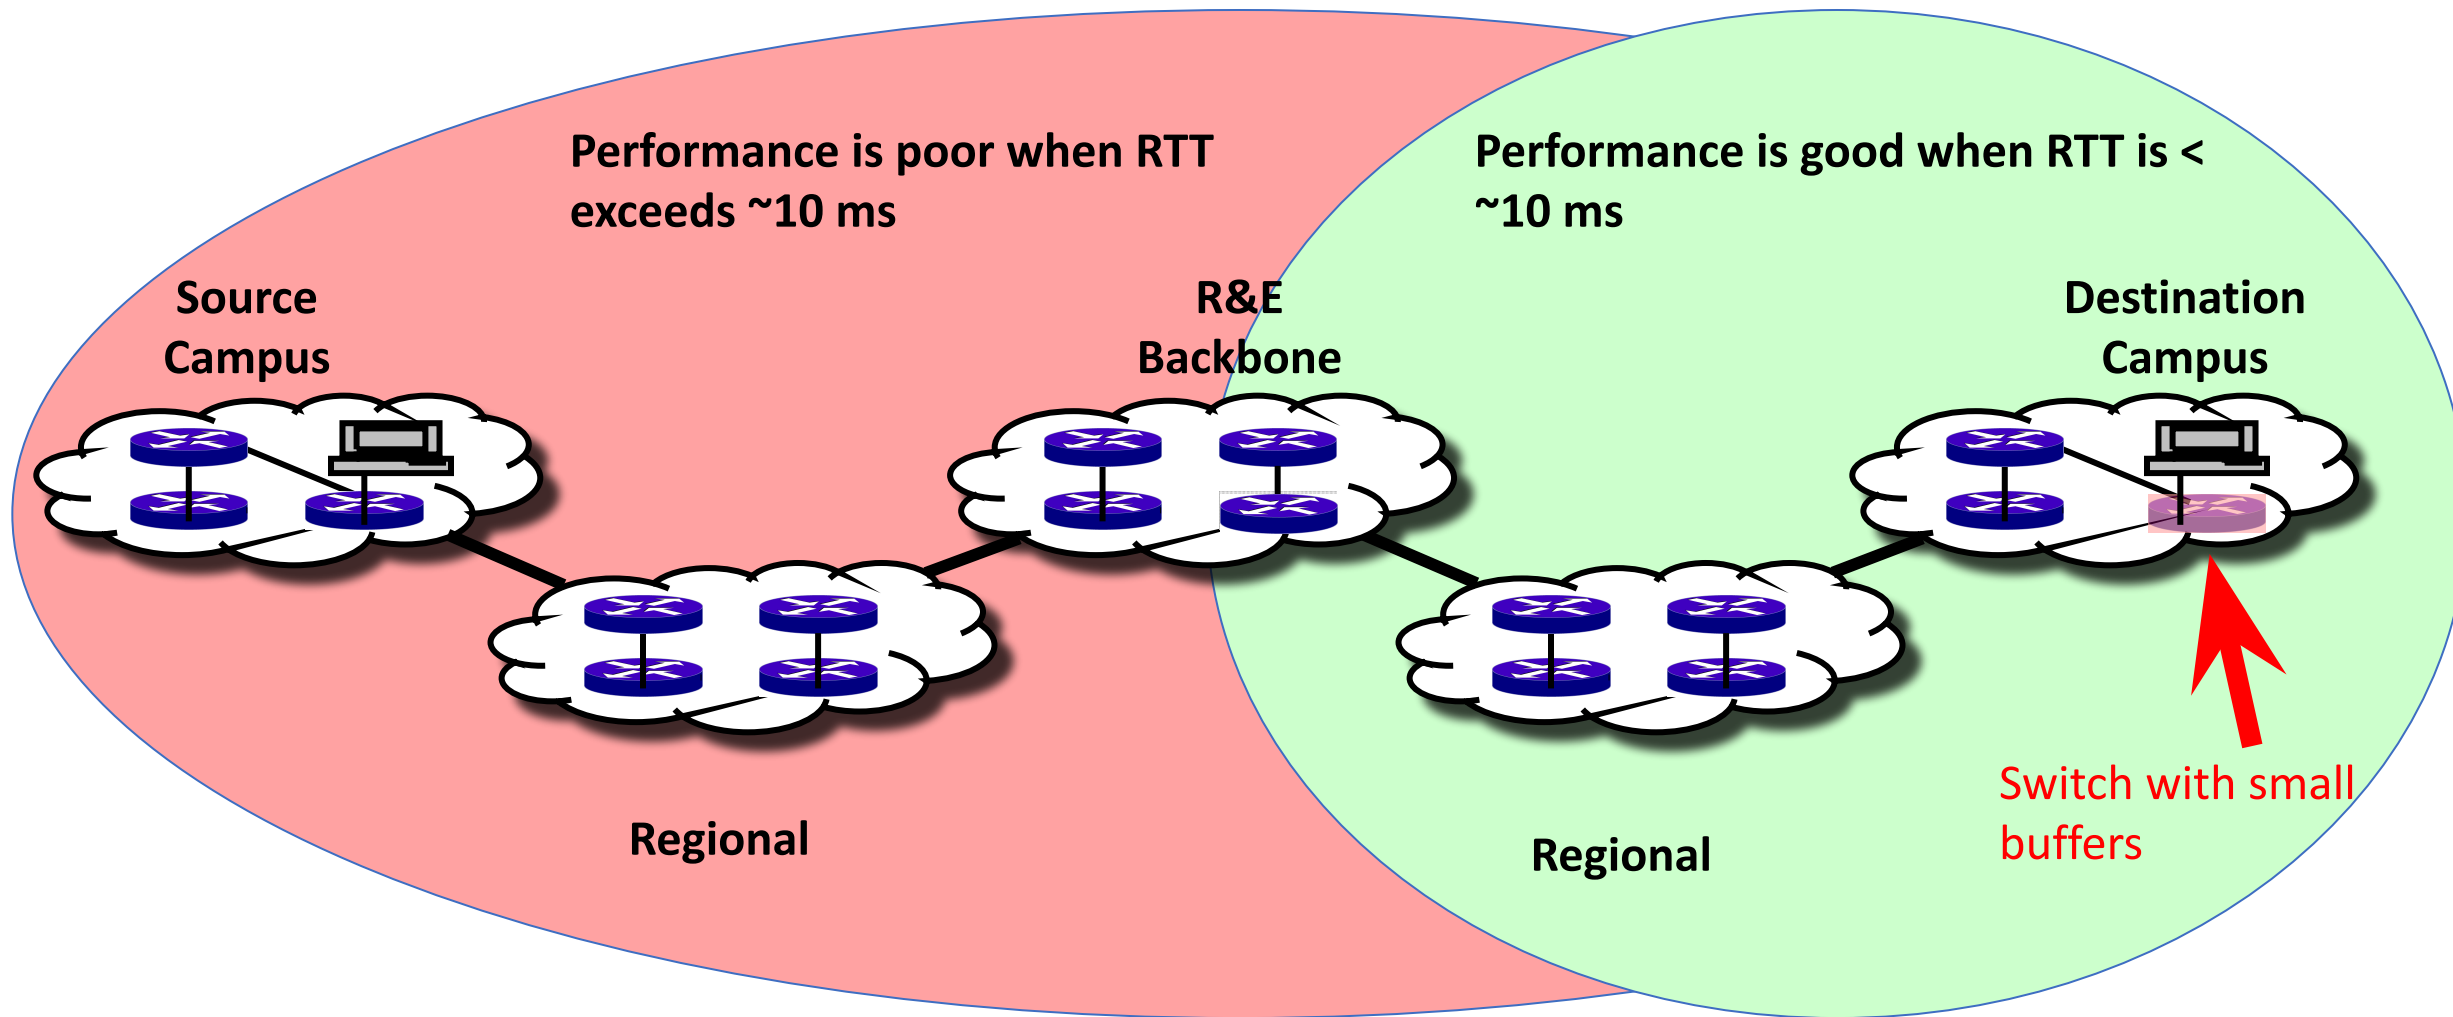 Performance is poor when RTT
exceeds ~10 ms
Performance is good when RTT is <
~10 ms
Source
Campus
R&E
Backbone
Destination
Campus
Regional
Regional
Switch with small
buffers